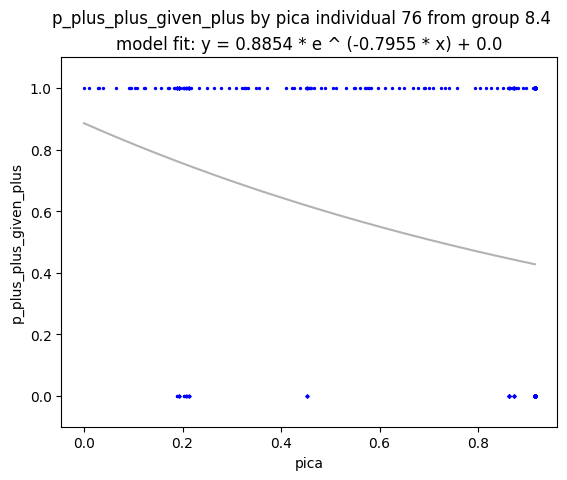 p_plus_plus_given_plus by pica individual 76 from group 8.4
model fit: y = 0.8854 * e ^ (-0.7955 * x) + 0.0
1.0
0.8
0.6
0.4
0.2
0.0
p_plus_plus_given_plus
0.0 0.2 0.4 0.6 0.8
pica